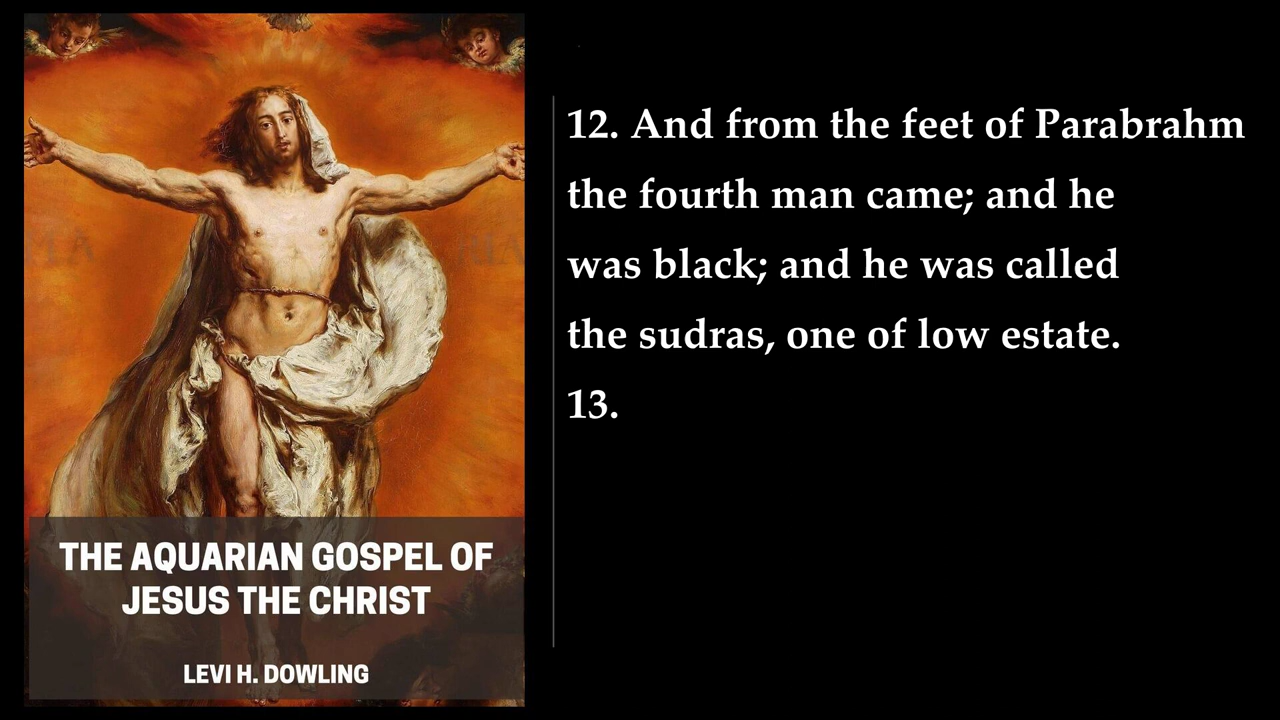 THE AQUARIAN GOSPEL OF
JESUS THE CHRIST
LEVI H. DOWLING
12. And from the feet of Parabrahm
the fourth man came; and he
was black; and he was called
the sudras, one of low estate.
13.